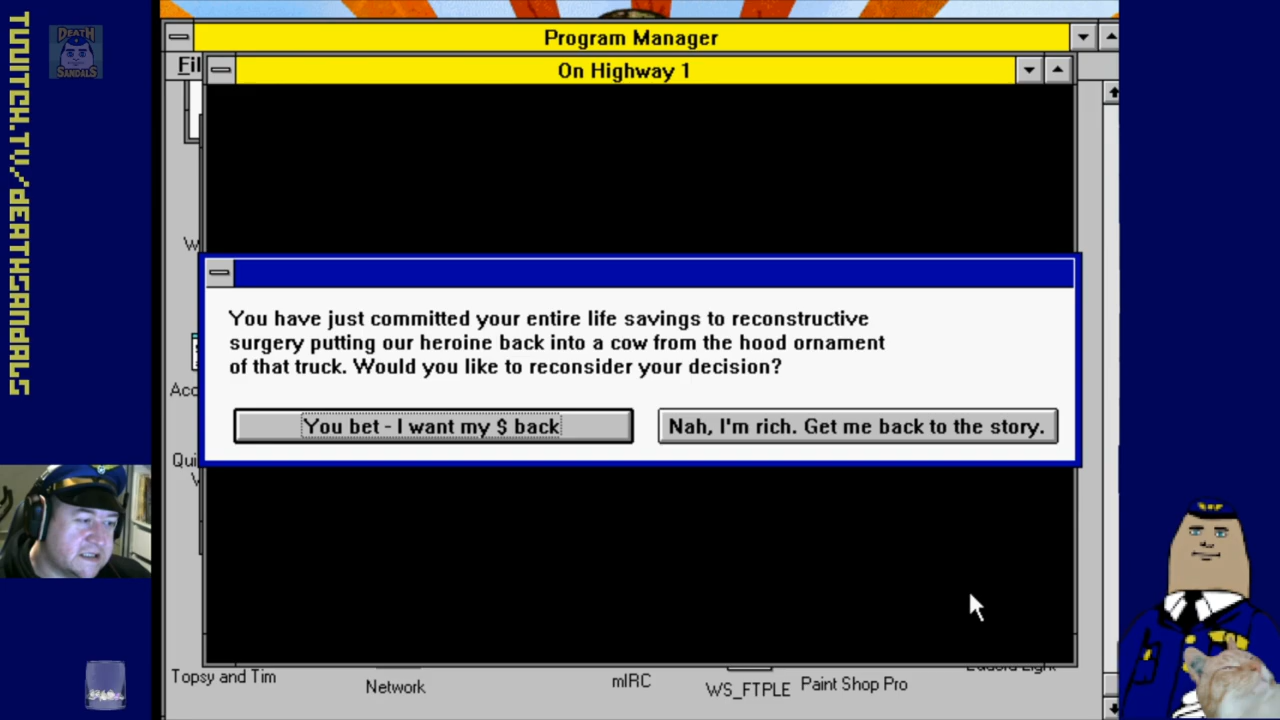 TWITCH.TV/DEATHSANDALS
DEATH
SANDALS
Program Manager
Fil
On Highway 1
You have just committed your entire life savings to reconstructive
surgery putting our heroine back into a cow from the hood ornament
of that truck. Would you like to reconsider your decision?
You bet - I want my $ back
Nah, I'm rich. Get me back to the story.
W
Acc
Qui
V
Topsy and Tim
Network
mIRC
WS_FTPLE
Paint Shop Pro
Eudora Light